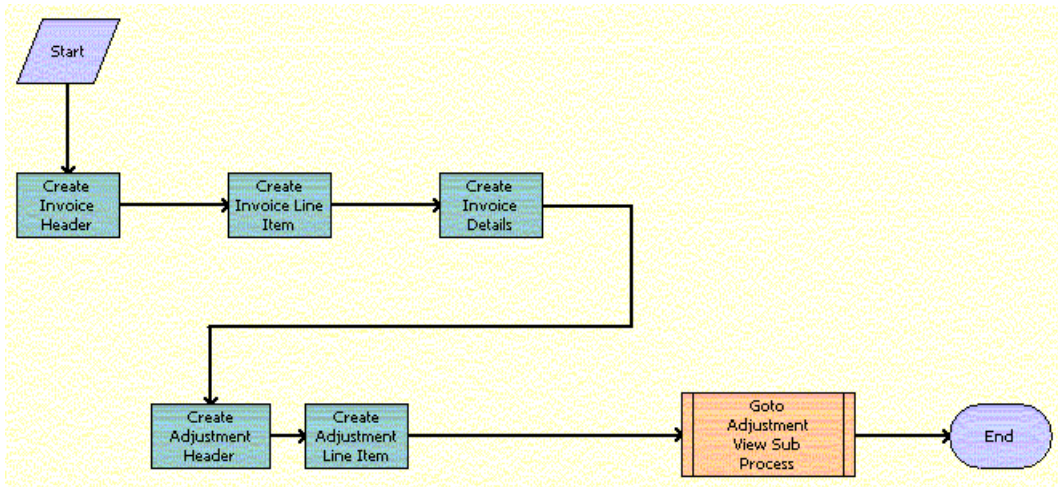 Start
Create
Invoice
Header
Create
Invoice Line
Item
Create
Invoice
Details
Create
Adjustment
Header
Create
Adjustment
Line Item
Goto
Adjustment
View Sub
Process
End